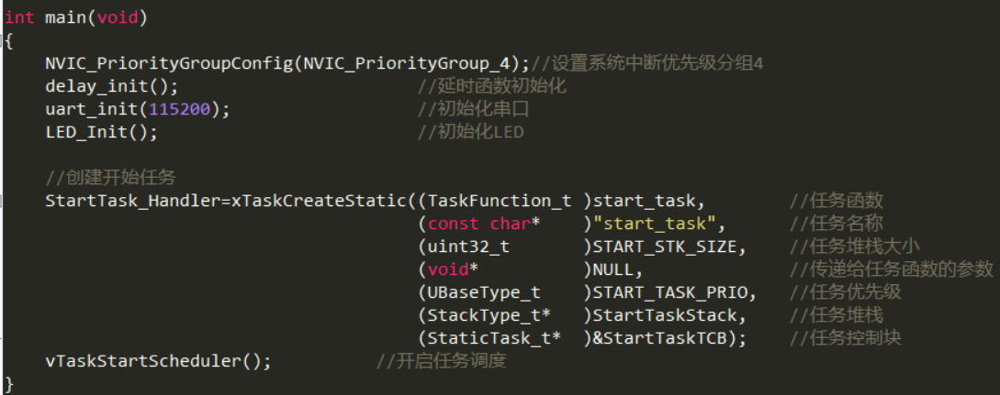 int main(void)
{
    NVIC_PriorityGroupConfig(NVIC_PriorityGroup_4);//设置系统中断优先级分组4
    delay_init();                       //延时函数初始化
    uart_init(115200);                  //初始化串口
    LED_Init();                         //初始化LED
    //创建开始任务
    StartTask_Handler=xTaskCreateStatic((TaskFunction_t )start_task,         //任务函数
                                        (const char*    )"start_task",       //任务名称
                                        (uint32_t       )START_STK_SIZE,     //任务堆栈大小
                                        (void*          )NULL,               //传递给任务函数的参数
                                        (UBaseType_t    )START_TASK_PRIO,    //任务优先级
                                        (StackType_t*   )StartTaskStack,     //任务堆栈
                                        (StaticTask_t*  )&StartTaskTCB);     //任务控制块
    vTaskStartScheduler();          //开启任务调度
}